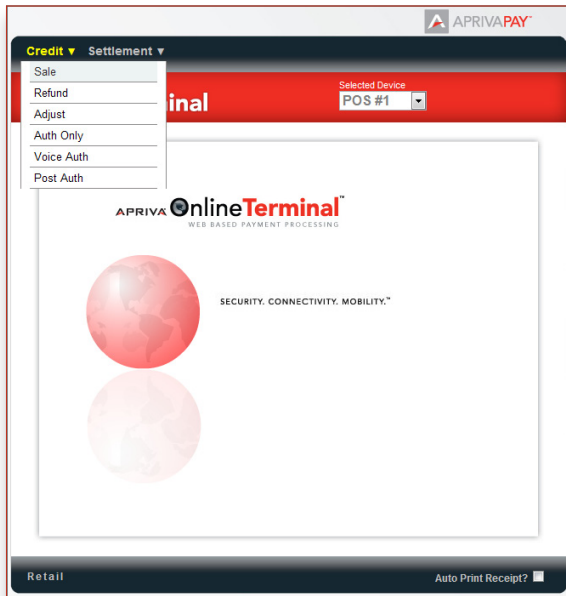 APRIVAPAY™
Credit ▼ Settlement ▼
Sale
Refund
Adjust
Auth Only
Voice Auth
Post Auth
inal
Selected Device
POS #1
APRIVA OnlineTerminal™
WEB BASED PAYMENT PROCESSING
SECURITY. CONNECTIVITY. MOBILITY.™
Retail
Auto Print Receipt?